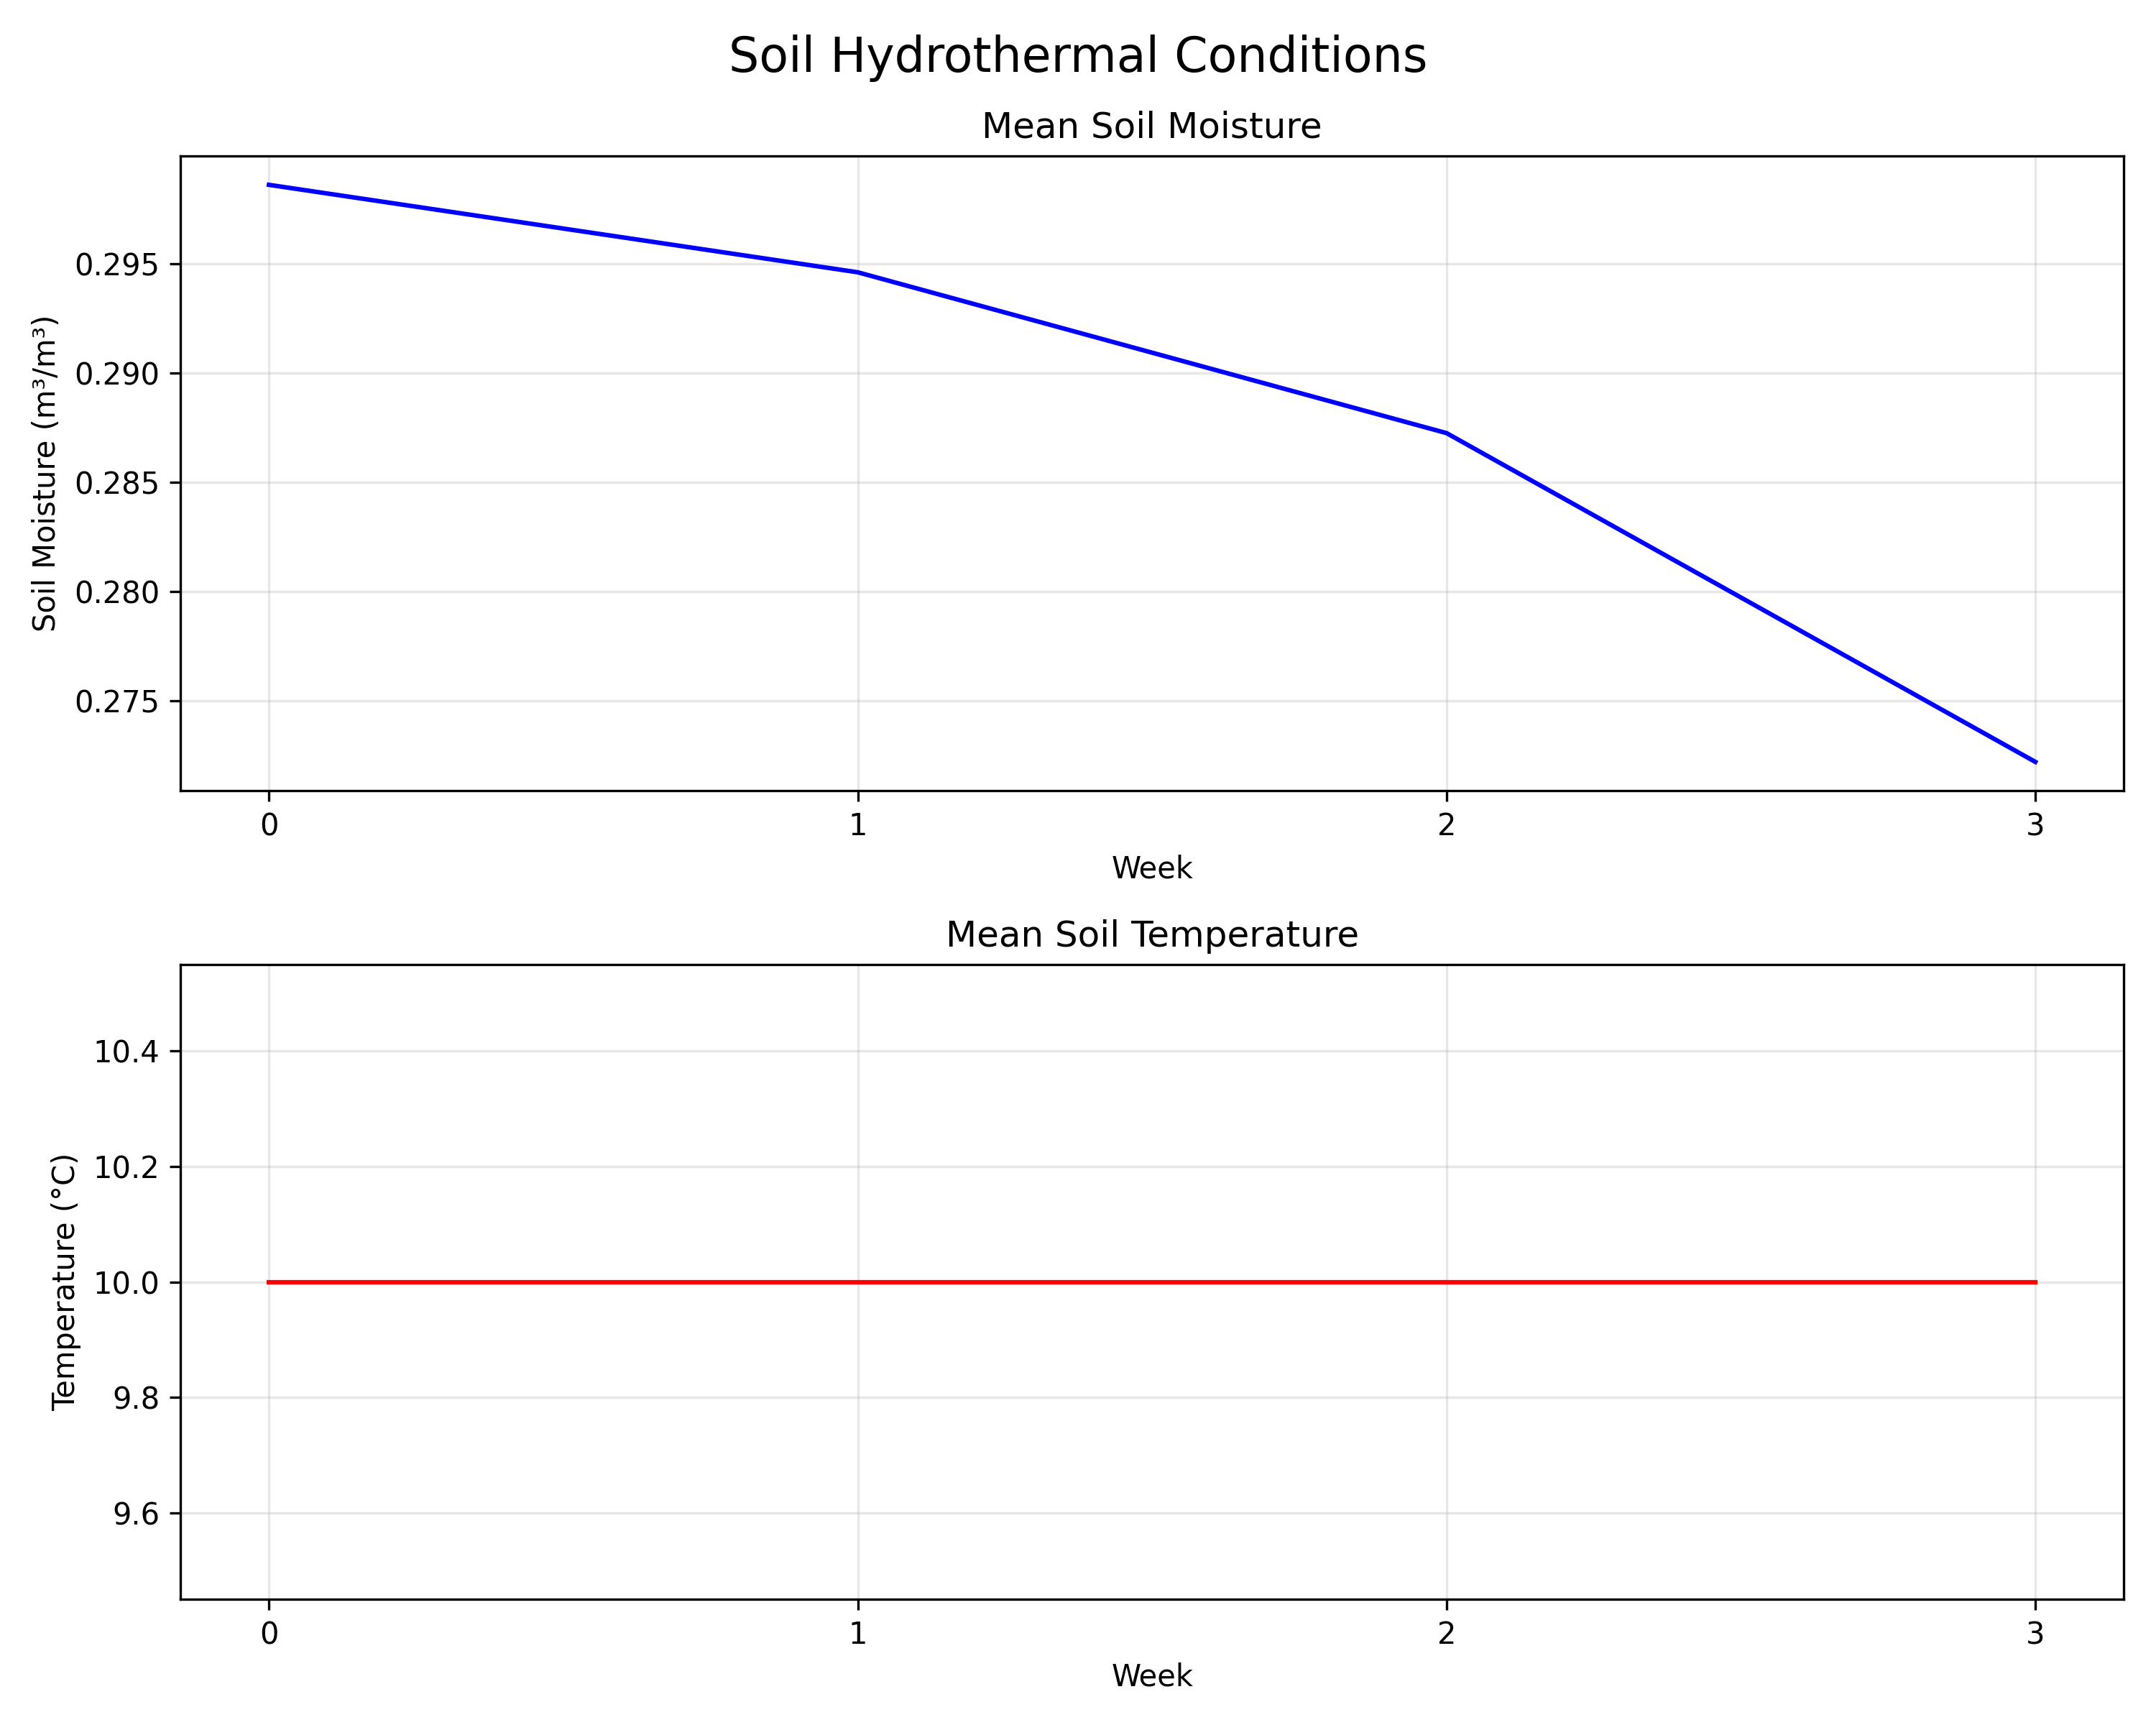 Soil Hydrothermal Conditions
Mean Soil Moisture
Soil Moisture (m³/m³)
0.295
0.290
0.285
0.280
0.275
0 1 2 3
Week
Mean Soil Temperature
Temperature (°C)
10.4
10.2
10.0
9.8
9.6
0 1 2 3
Week